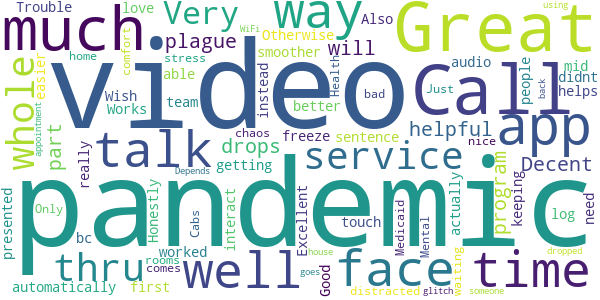 Trouble love Very way Also Great
much plague will Otherwise WiFi using
home stress smoother audio mid
easier comfort able instead Health Just people didnt
whole video Call
Wish team better bad helps back
Works chaos nice app
part talk drops freeze sentence helpful
appointment really getting service Decent
Depends program
presented Only pandemic
Honestly bc interact Excellent touch Medicaid Mental actually keeping log need
Cabs
thru worked well face waiting time
rooms comes house Good
automatically first goes distracted glitch someone dropped